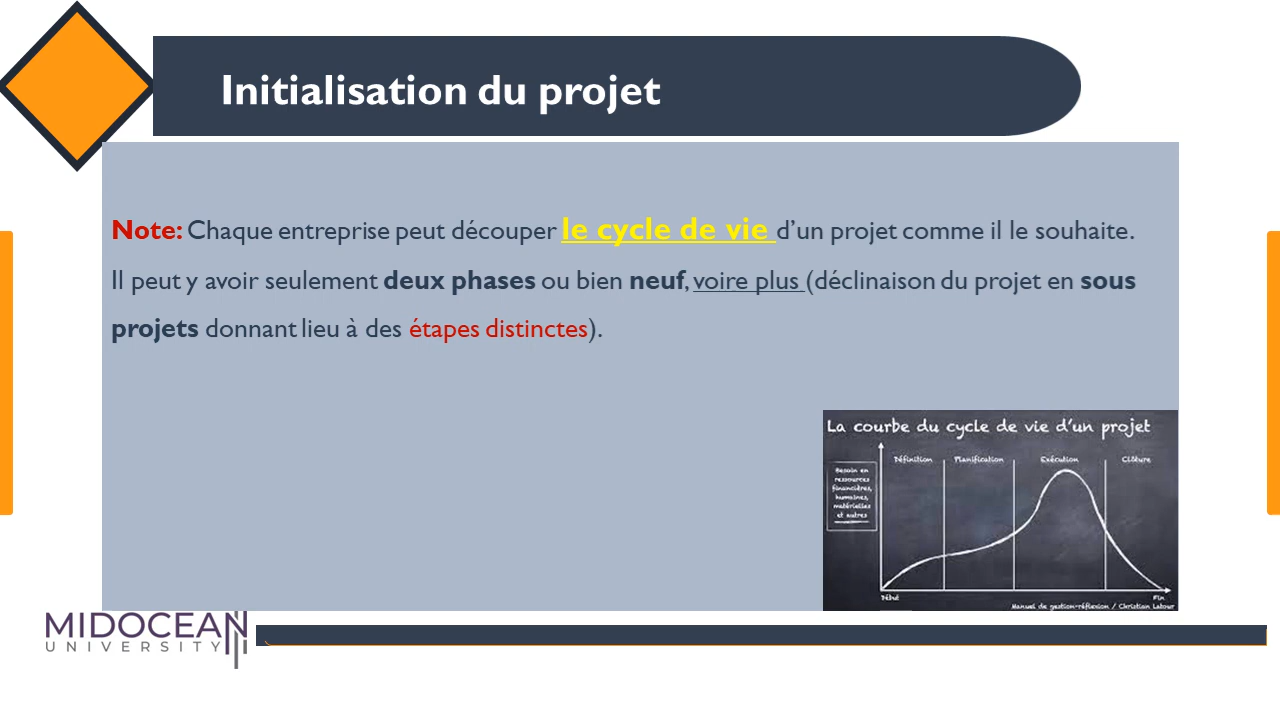 Initialisation du projet
Note: Chaque entreprise peut découper le cycle de vie d’un projet comme il le souhaite.
Il peut y avoir seulement deux phases ou bien neuf, voire plus (déclinaison du projet en sous
projets donnant lieu à des étapes distinctes).
La courbe du cycle de vie d'un projet
Définition Planification Exécution Clôture
Besoin en
ressources
financières,
humaines,
matérielles
et autres
Début Fin
Manuel de gestion-réflexion / Christian Latour
MIDOCEAN
UNIVERSITY